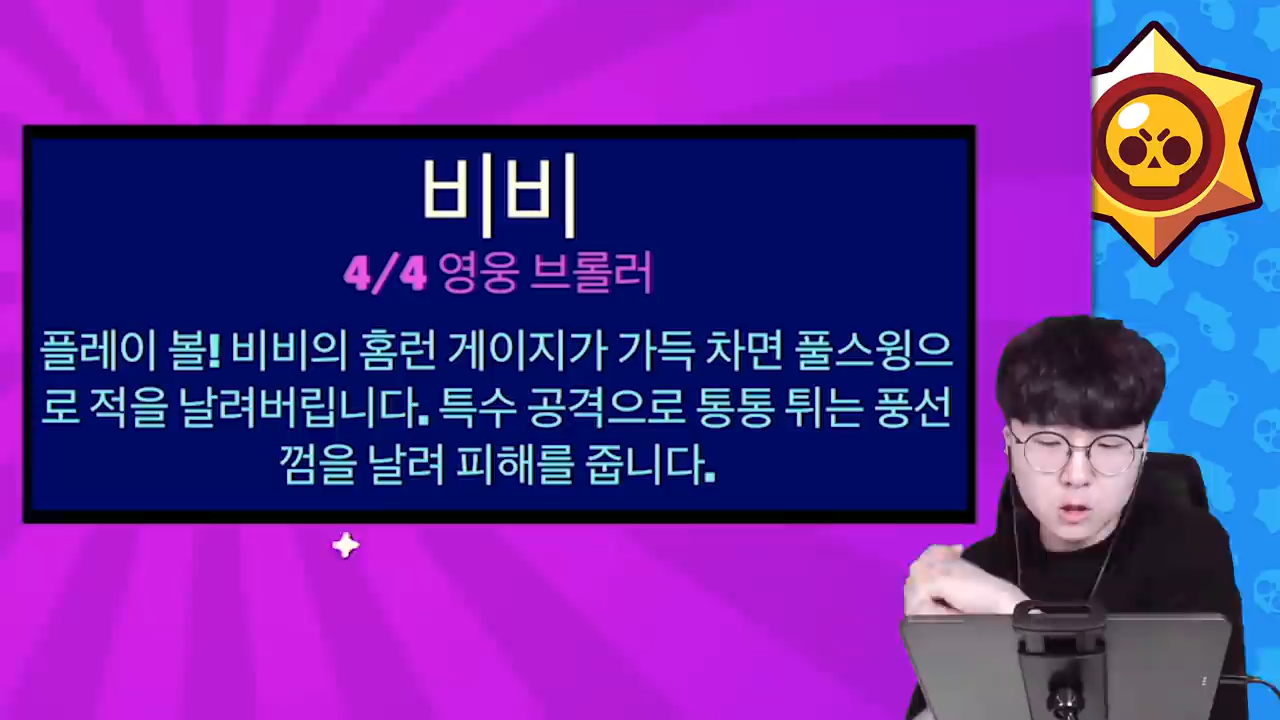 비비
4/4 영웅 브롤러
플레이 볼! 비비의 홈런 게이지가 가득 차면 풀스윙으
로 적을 날려버립니다. 특수 공격으로 통통 튀는 풍선
껌을 날려 피해를 줍니다.